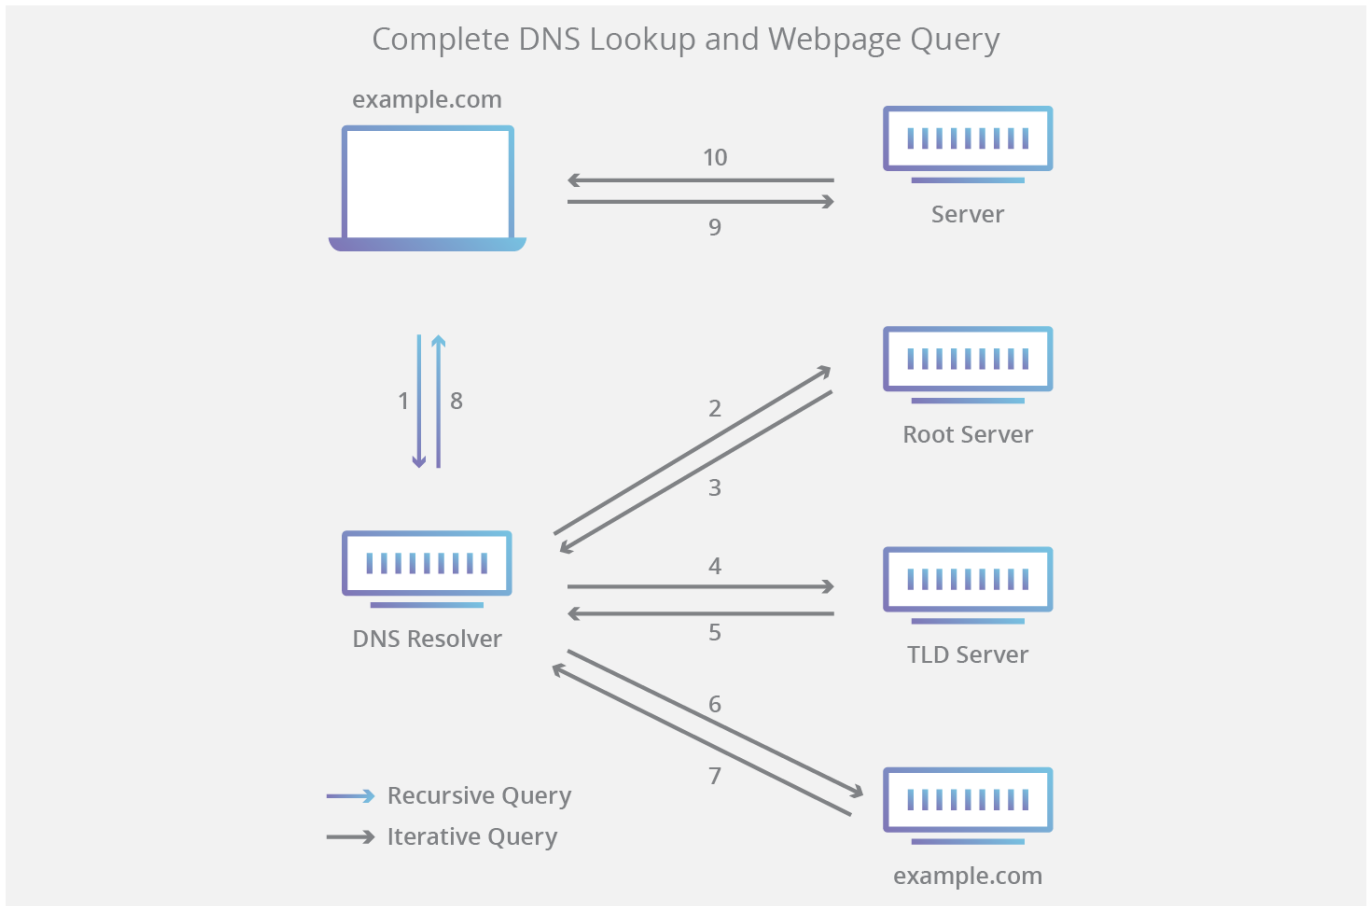 Complete DNS Lookup and Webpage Query
example.com
10
9
Server
1
8
2
3
Root Server
4
5
DNS Resolver
TLD Server
6
7
Recursive Query
Iterative Query
example.com